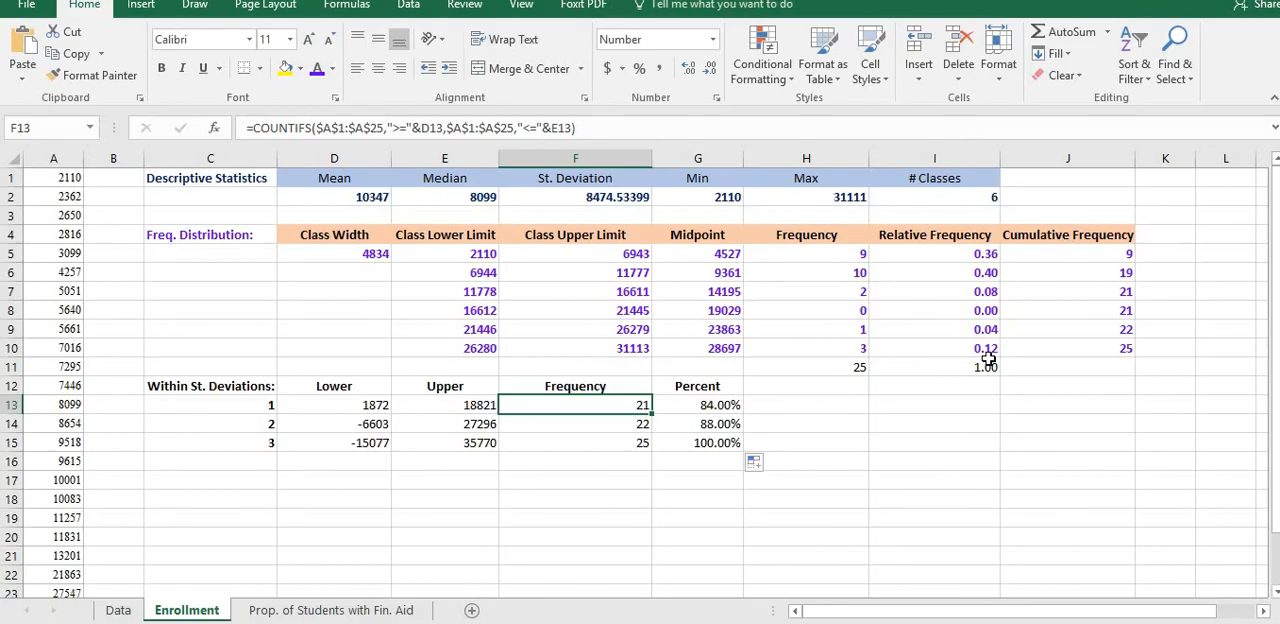 File Home Insert Draw Page Layout Formulas Data Review View Foxit PDF Tell me what you want to do Share
Cut Calibri 11 A A Wrap Text Number AutoSum
Paste Copy Conditional Format as Cell Insert Delete Format Fill Sort & Find &
Format Painter B I U Merge & Center $ % , Formatting Table Styles Clear Filter Select
Clipboard Font Alignment Number Styles Cells Editing
F13 fx =COUNTIFS($A$1:$A$25,">="&D13,$A$1:$A$25,"<="&E13)
A B C D E F G H I J K L
1 2110 Descriptive Statistics Mean Median St. Deviation Min Max # Classes
2 2362 10347 8099 8474.53399 2110 31111 6
3 2650
4 2816 Freq. Distribution: Class Width Class Lower Limit Class Upper Limit Midpoint Frequency Relative Frequency Cumulative Frequency
5 3099 4834 2110 6943 4527 9 0.36 9
6 4257 6944 11777 9361 10 0.40 19
7 5051 11778 16611 14195 2 0.08 21
8 5640 16612 21445 19029 0 0.00 21
9 5661 21446 26279 23863 1 0.04 22
10 7016 26280 31113 28697 3 0.12 25
11 7295 25 1.00
12 7446 Within St. Deviations: Lower Upper Frequency Percent
13 8099 1 1872 18821 21 84.00%
14 8654 2 -6603 27296 22 88.00%
15 9518 3 -15077 35770 25 100.00%
16 9615
17 10001
18 10083
19 11257
20 11831
21 13201
22 21863
23 27547
Data Enrollment Prop. of Students with Fin. Aid